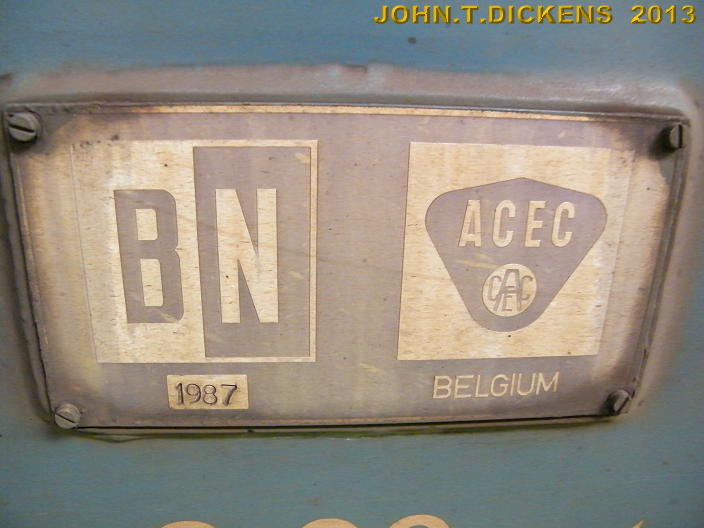 JOHN.T.DICKENS 2013
BN
ACEC
ACEC
1987
BELGIUM